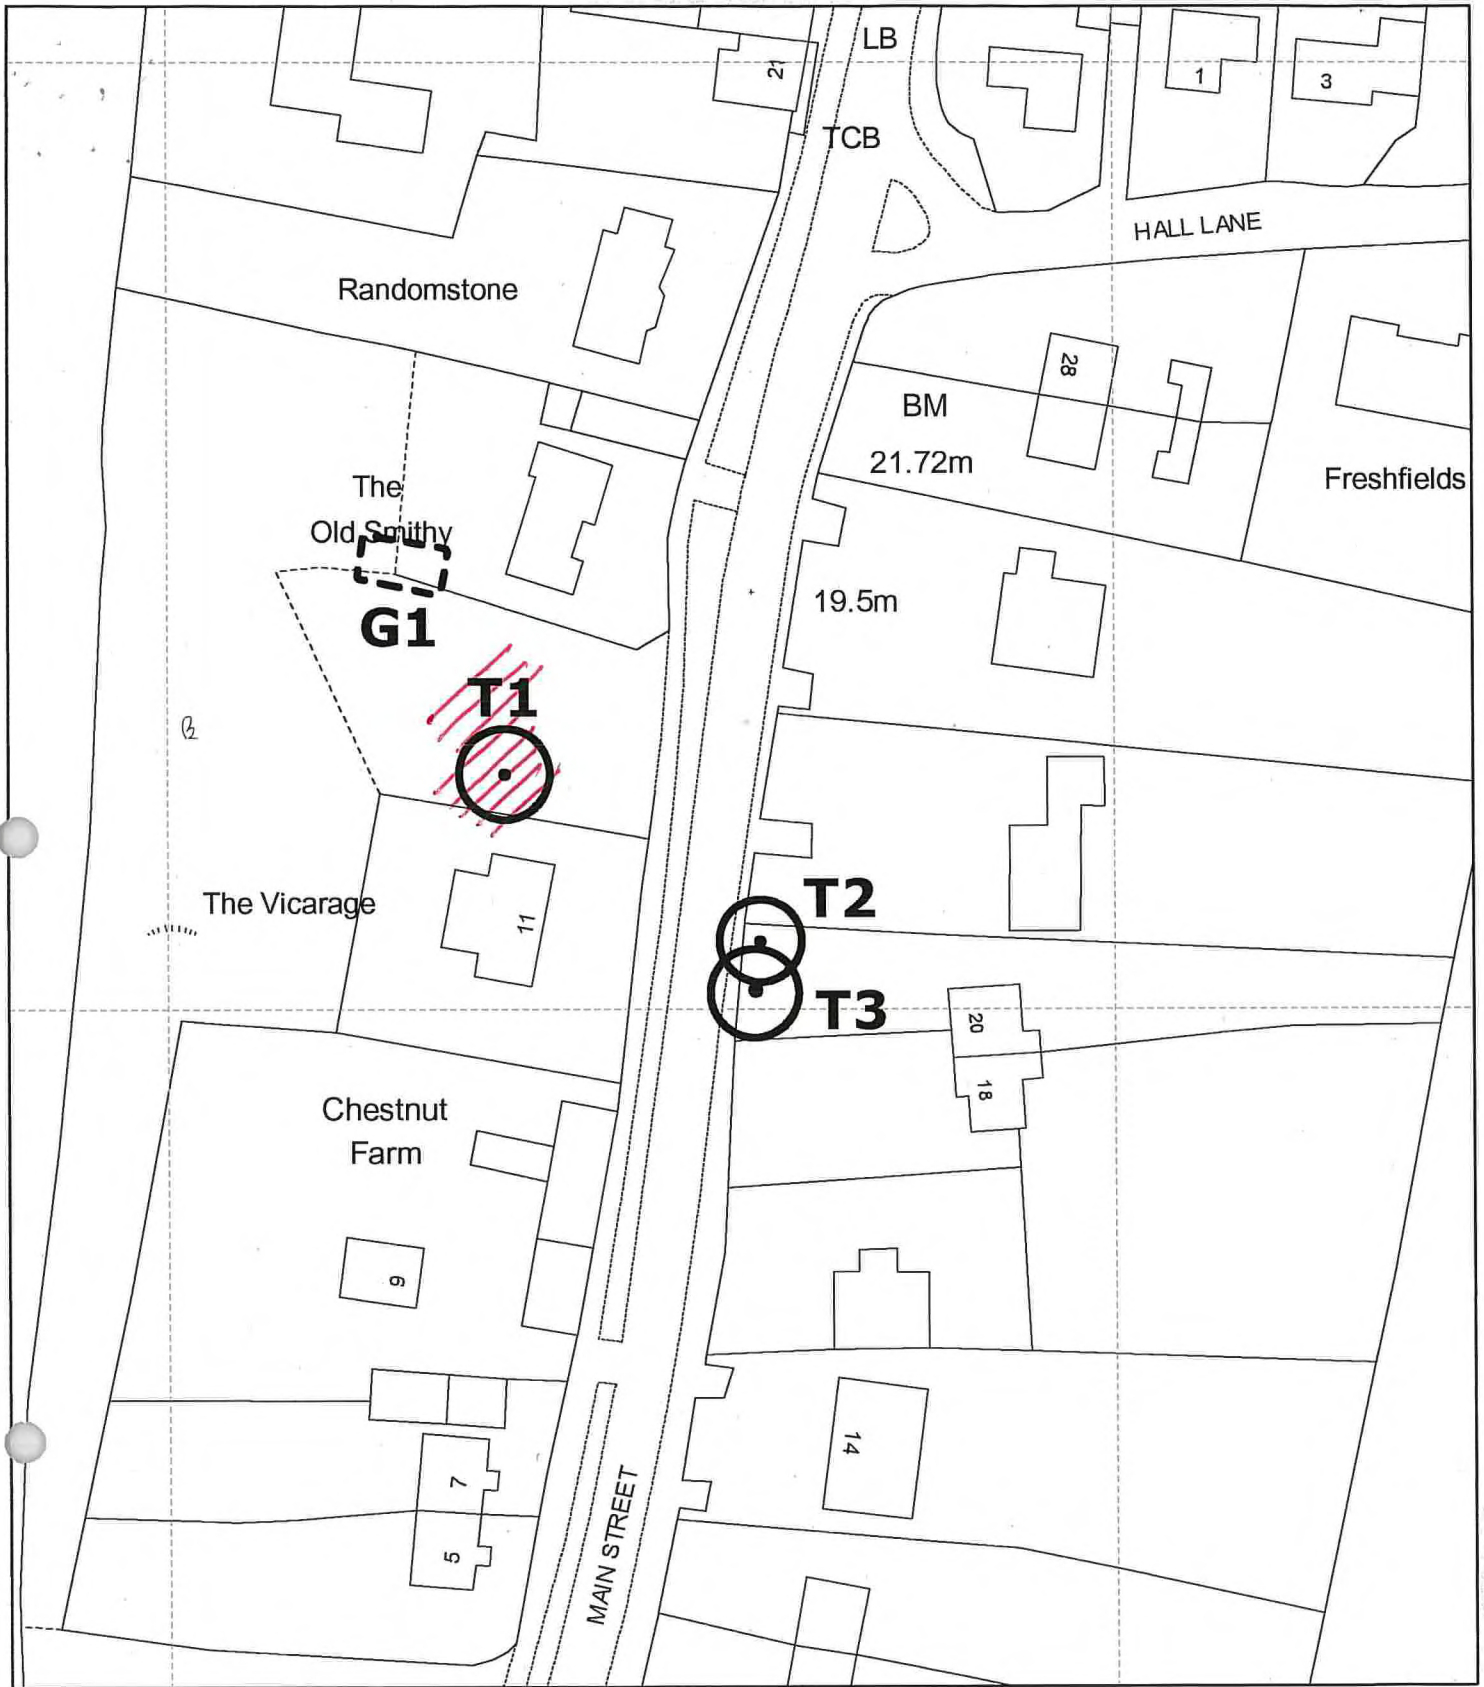 LB
21
1
3
TCB
HALL LANE
Randomstone
28
BM
21.72m
Freshfields
The
Old Smithy
G1
19.5m
T1
T2
The Vicarage
11
T3
20
18
Chestnut
Farm
9
14
7
5
MAIN STREET